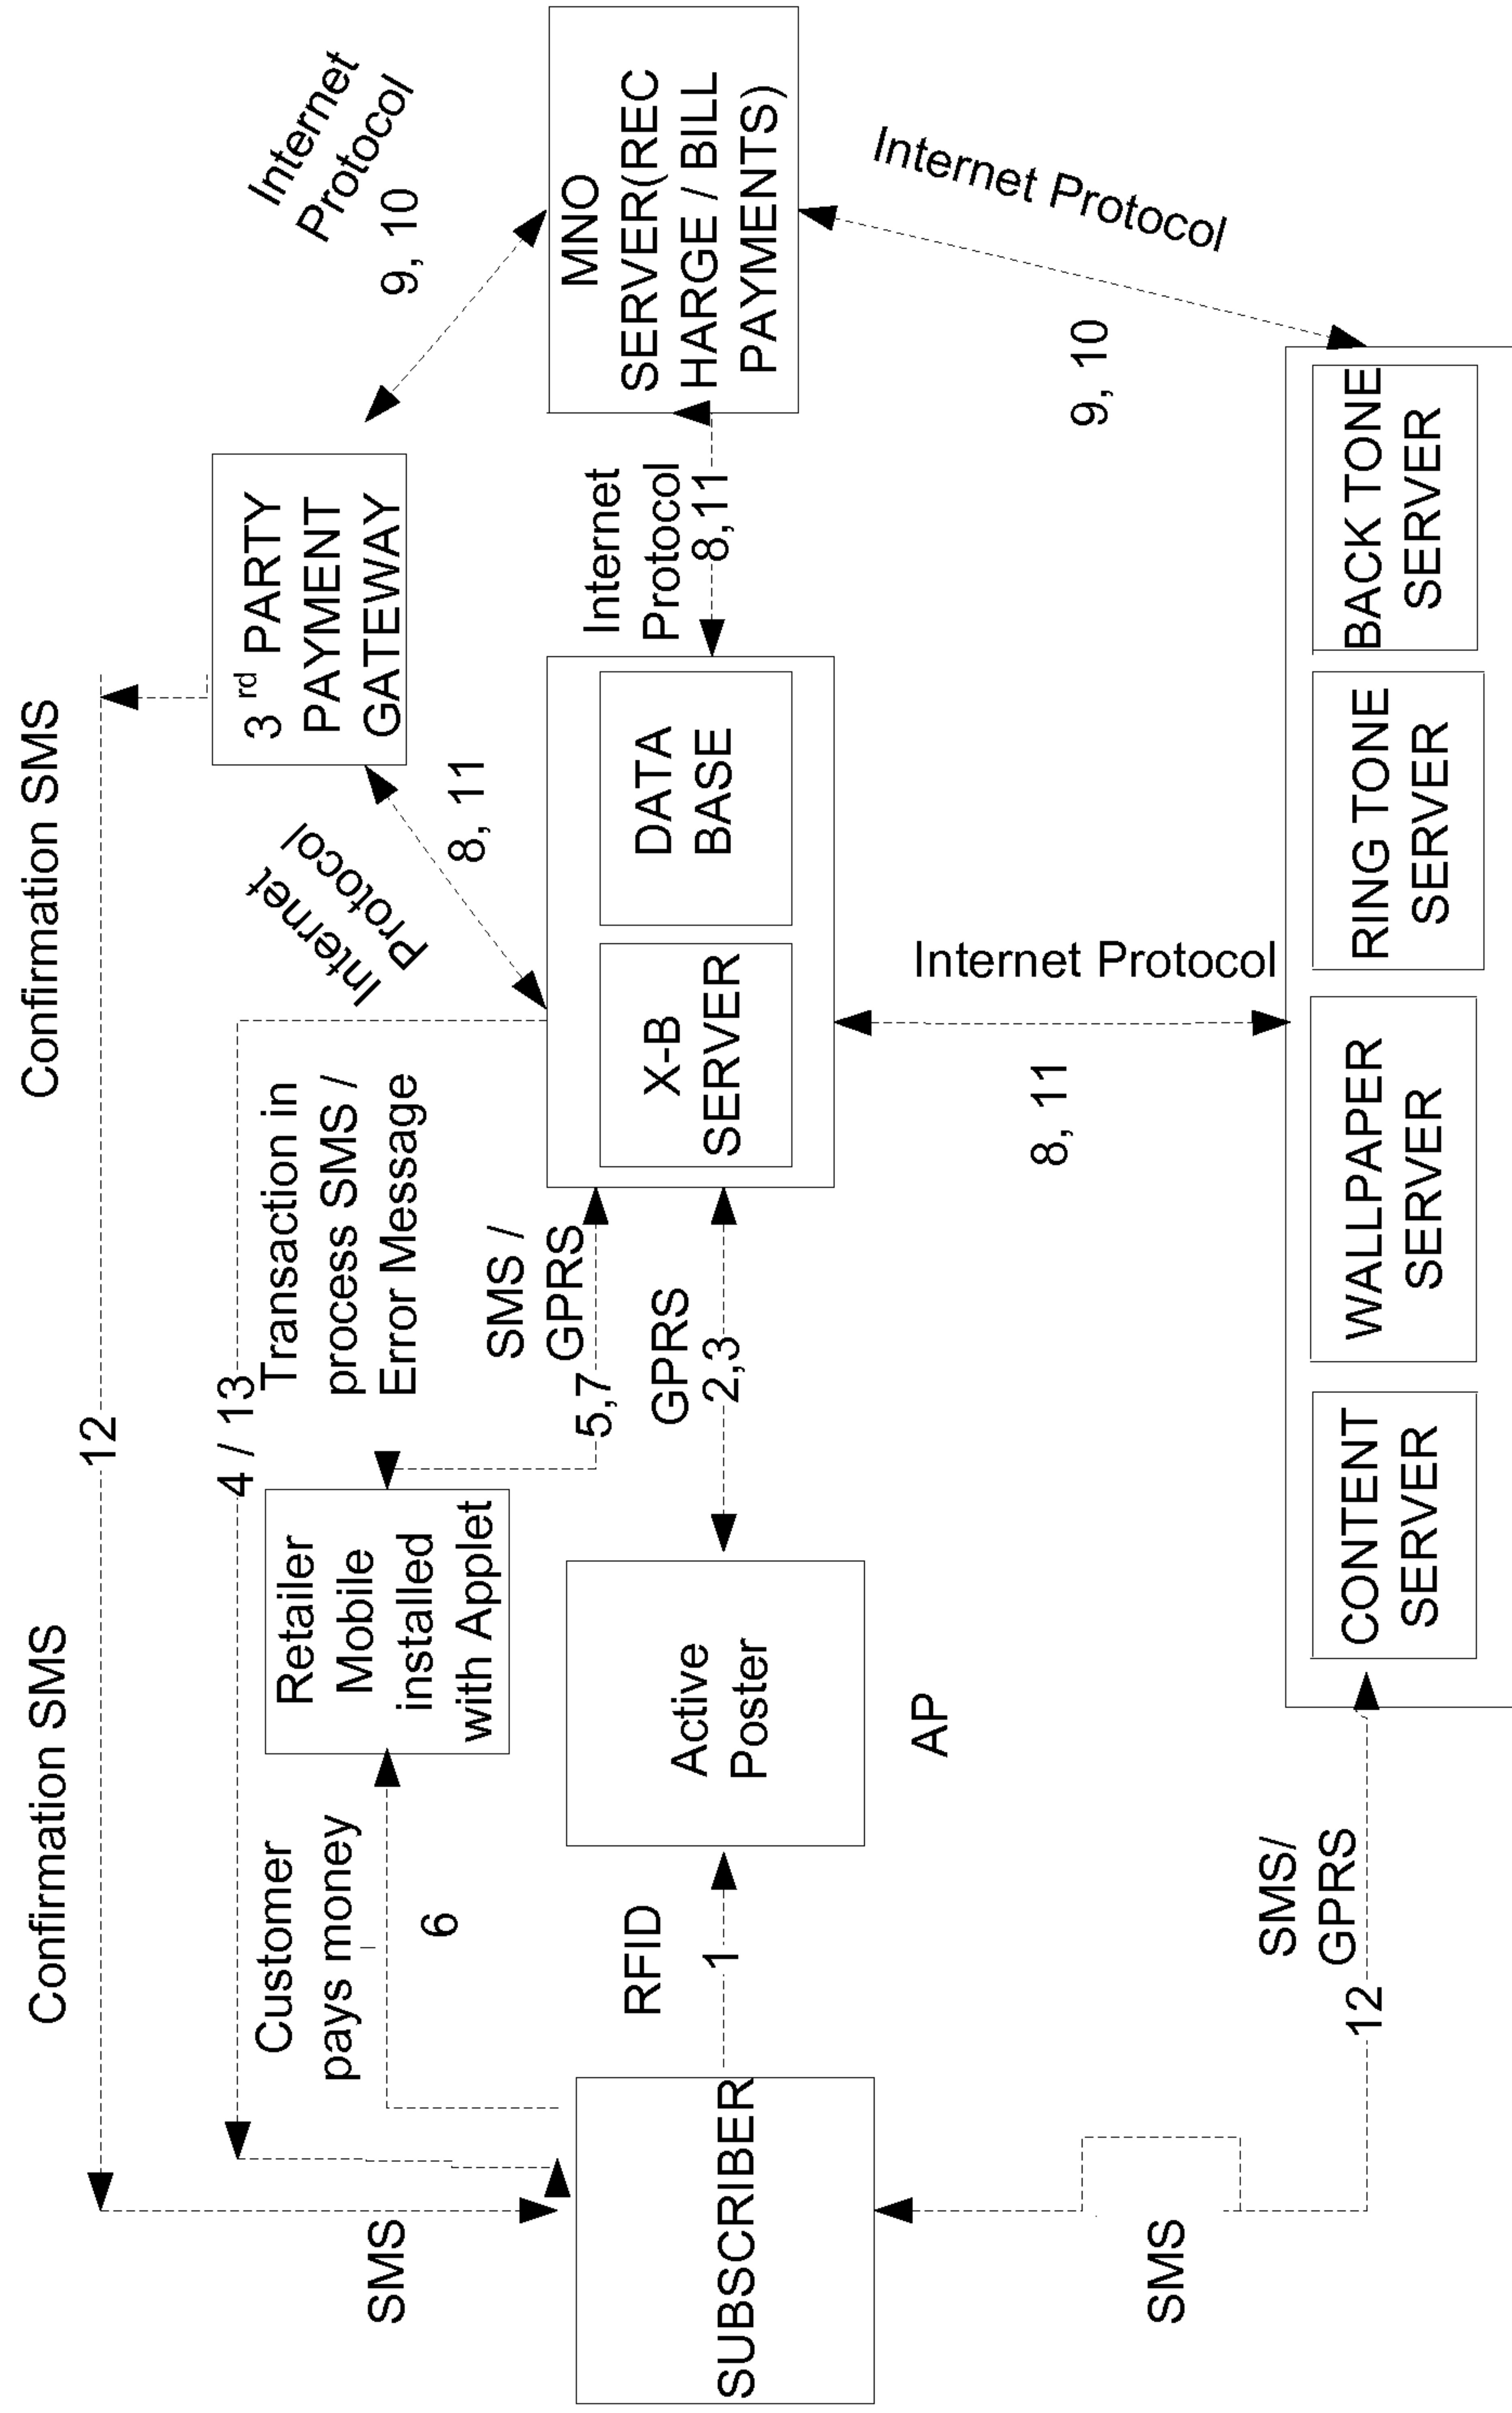 Confirmation SMS
Confirmation SMS
12
4 / 13
Transaction in
process SMS /
Error Message
3 rd PARTY
PAYMENT
GATEWAY
Internet
Protocol
9, 10
Internet
Protocol
8, 11
Customer
pays money
6
Retailer
Mobile
installed
with Applet
SMS /
GPRS
5,7
SMS
SUBSCRIBER
RFID
1
Active
Poster
AP
GPRS
2,3
X-B
SERVER
DATA
BASE
Internet
Protocol
8,11
MNO
SERVER(REC
HARGE / BILL
PAYMENTS)
Internet Protocol
9, 10
Internet Protocol
8, 11
SMS
SMS/
GPRS
12
CONTENT
SERVER
WALLPAPER
SERVER
RING TONE
SERVER
BACK TONE
SERVER